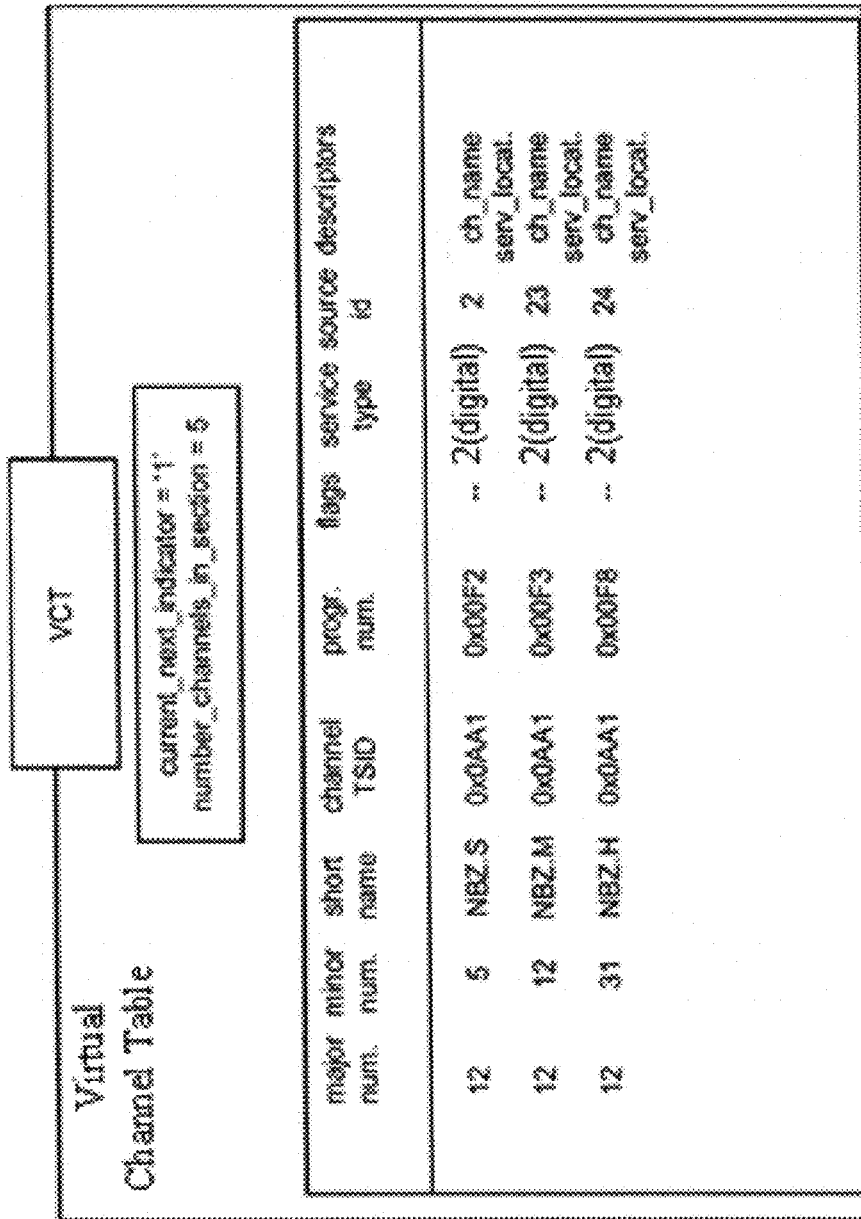 VCT
Virtual
Channel Table
current_next_indicator = '1'
number_channels_in_section = 5
major num. minor num. short name channel TSID progr. num. flags service type source id descriptors
12 5 NBZ.S 0x0AA1 0x00F2 -- 2(digital) 2 ch_name
serv_locat.
12 12 NBZ.M 0x0AA1 0x00F3 -- 2(digital) 23 ch_name
serv_locat.
12 31 NBZ.H 0x0AA1 0x00F8 -- 2(digital) 24 ch_name
serv_locat.